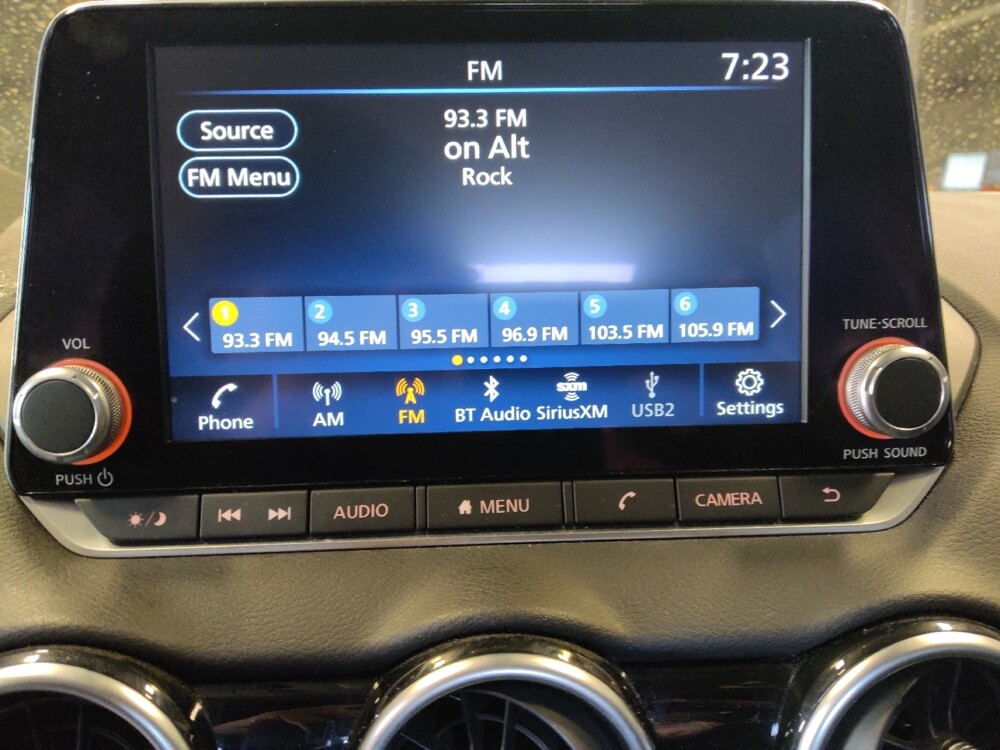 FM 7:23
Source
FM Menu
93.3 FM
on Alt
Rock
1 2 3 4 5 6
93.3 FM 94.5 FM 95.5 FM 96.9 FM 103.5 FM 105.9 FM
sxm
Phone AM FM BT Audio SiriusXM USB2 Settings
VOL
PUSH
TUNE·SCROLL
PUSH SOUND
AUDIO MENU CAMERA